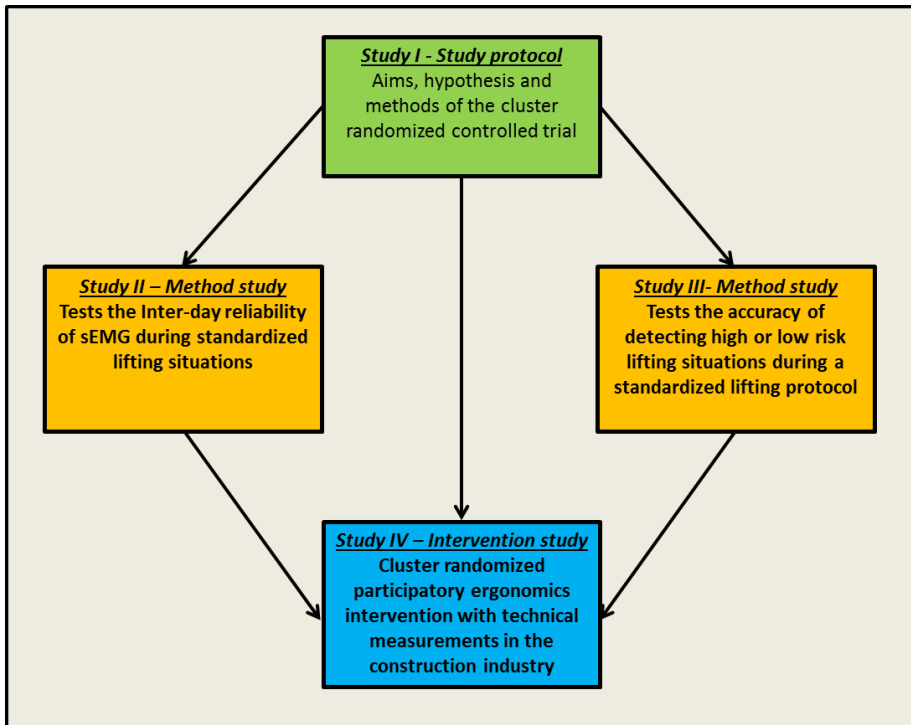 Study I - Study protocol
Aims, hypothesis and
methods of the cluster
randomized controlled trial
Study II – Method study
Tests the Inter-day reliability
of sEMG during standardized
lifting situations
Study III- Method study
Tests the accuracy of
detecting high or low risk
lifting situations during a
standardized lifting protocol
Study IV – Intervention study
Cluster randomized
participatory ergonomics
intervention with technical
measurements in the
construction industry